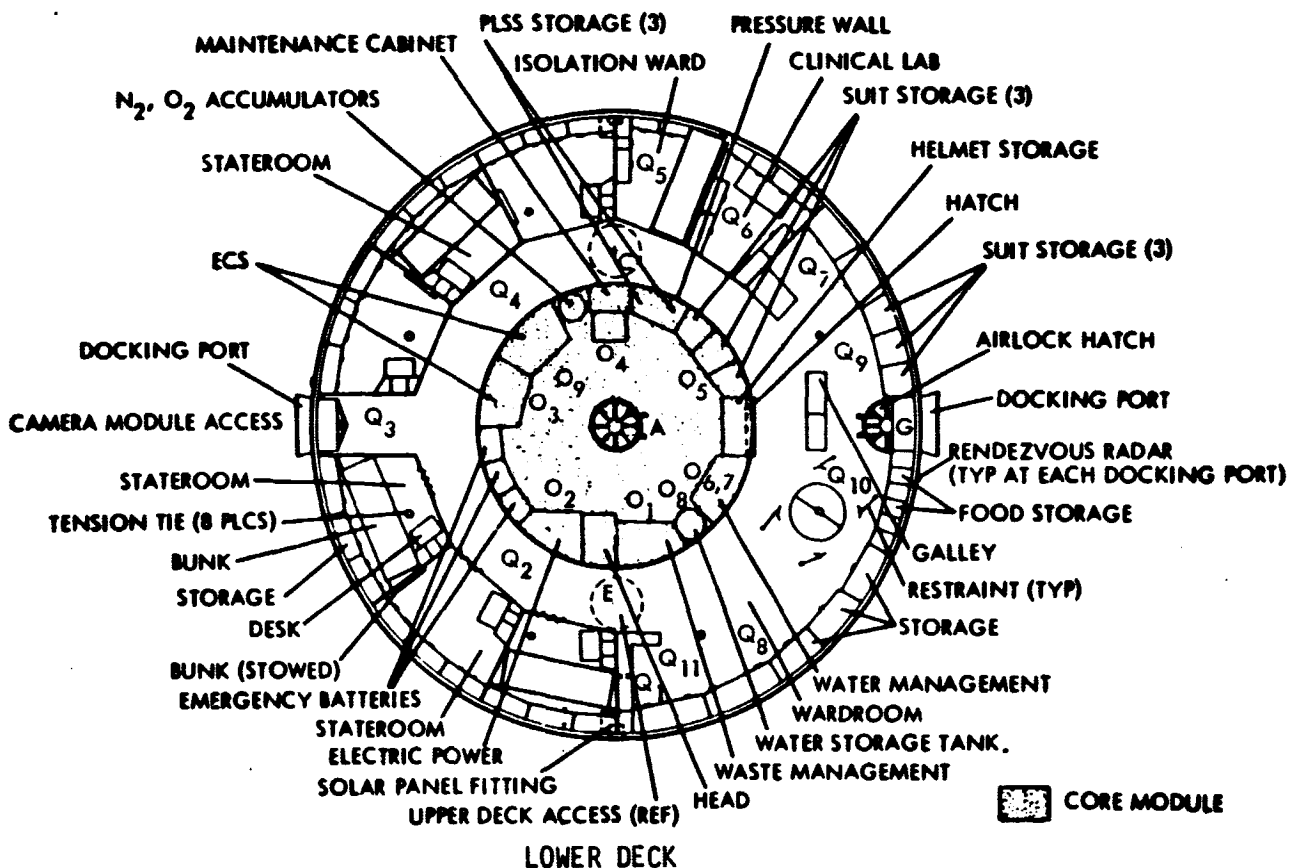 PLSS STORAGE (3)
PRESSURE WALL
MAINTENANCE CABINET
ISOLATION WARD
CLINICAL LAB
N2, O2 ACCUMULATORS
SUIT STORAGE (3)
STATEROOM
HELMET STORAGE
HATCH
ECS
SUIT STORAGE (3)
DOCKING PORT
AIRLOCK HATCH
CAMERA MODULE ACCESS
DOCKING PORT
STATEROOM
RENDEZVOUS RADAR
(TYP AT EACH DOCKING PORT)
TENSION TIE (8 PLCS)
FOOD STORAGE
BUNK
GALLEY
STORAGE
RESTRAINT (TYP)
DESK
STORAGE
BUNK (STOWED)
WATER MANAGEMENT
EMERGENCY BATTERIES
WARDROOM
STATEROOM
WATER STORAGE TANK.
ELECTRIC POWER
WASTE MANAGEMENT
SOLAR PANEL FITTING
HEAD
UPPER DECK ACCESS (REF)
CORE MODULE
LOWER DECK
Q5
Q6
Q7
C
Q4
O4
Q9
O9
O5
O3
A
Q3
G
O6,7
O8
Q10
O2
O1
Q2
E
Q8
Q11
Q1